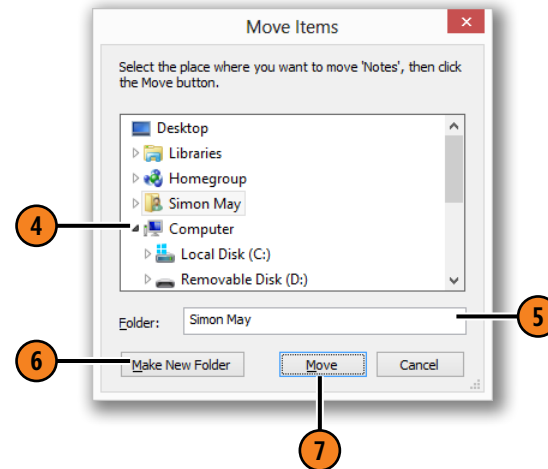 Move Items
Select the place where you want to move 'Notes', then click
the Move button.
Desktop
Libraries
Homegroup
Simon May
4
Computer
Local Disk (C:)
Removable Disk (D:)
Folder: Simon May
5
6
Make New Folder Move Cancel
7